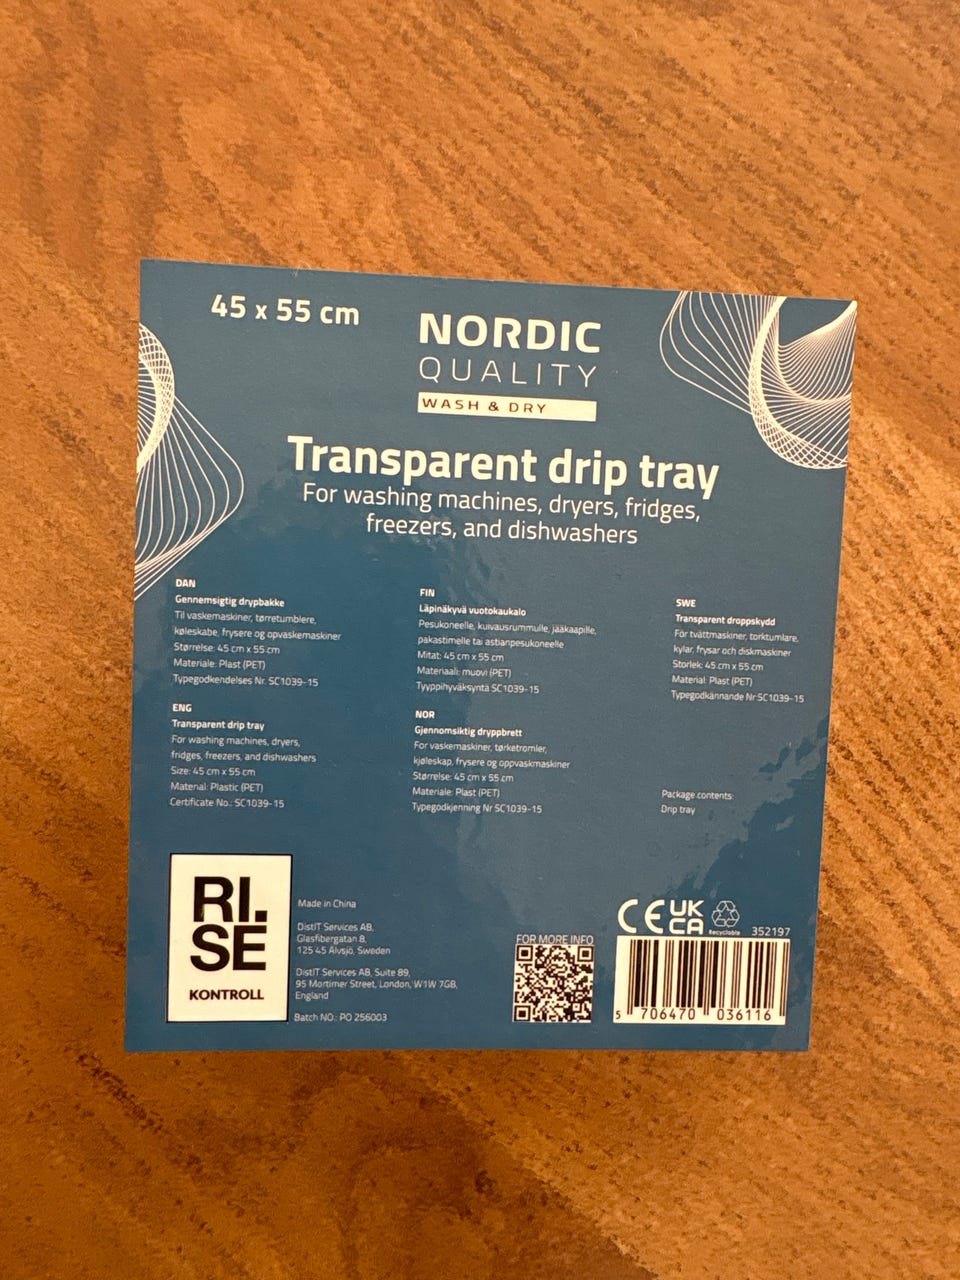 45 x 55 cm
NORDIC
QUALITY
WASH & DRY
Transparent drip tray
For washing machines, dryers, fridges,
freezers, and dishwashers
DAN
Gennemsigtig drypbakke
Til vaskemaskiner, tørretumblere,
køleskabe, frysere og opvaskemaskiner
Størrelse: 45 cm x 55 cm
Materiale: Plast (PET)
Typegodkendelses Nr. SC1039-15
ENG
Transparent drip tray
For washing machines, dryers,
fridges, freezers, and dishwashers
Size: 45 cm x 55 cm
Material: Plastic (PET)
Certificate No.: SC1039-15
FIN
Läpinäkyvä vuotokaukalo
Pesukoneelle, kuivausrummulle, jääkaapille,
pakastimelle tai astianpesukoneelle
Mitat: 45 cm x 55 cm
Materiaali: muovi (PET)
Tyyppihyväksyntä SC1039-15
NOR
Gjennomsiktig dryppbrett
For vaskemaskiner, tørketromler,
kjøleskap, frysere og oppvaskmaskiner
Størrelse: 45 cm x 55 cm
Materiale: Plast (PET)
Typegodkjenning Nr SC1039-15
SWE
Transparent droppskydd
För tvättmaskiner, torktumlare,
kylar, frysar och diskmaskiner
Storlek: 45 cm x 55 cm
Material: Plast (PET)
Typegodkännande Nr SC1039-15
Package contents:
Drip tray
RI.
SE
KONTROLL
Made in China
DistIT Services AB,
Glasfibergatan 8,
125 45 Älvsjö, Sweden
DistIT Services AB, Suite 89,
95 Mortimer Street, London, W1W 7GB,
England
Batch NO.: PO 256003
FOR MORE INFO
CE
UK
CA
Recyclable
352197
5 706470 036116